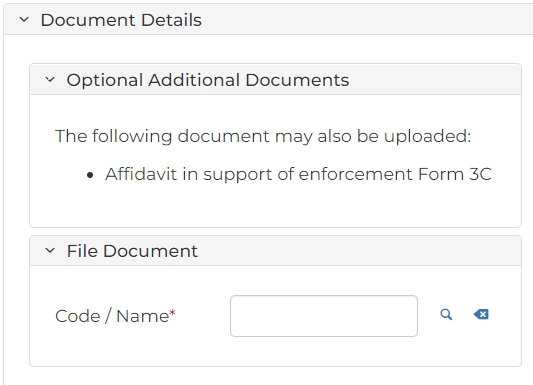 Document Details
Optional Additional Documents
The following document may also be uploaded:
• Affidavit in support of enforcement Form 3C
File Document
Code / Name*